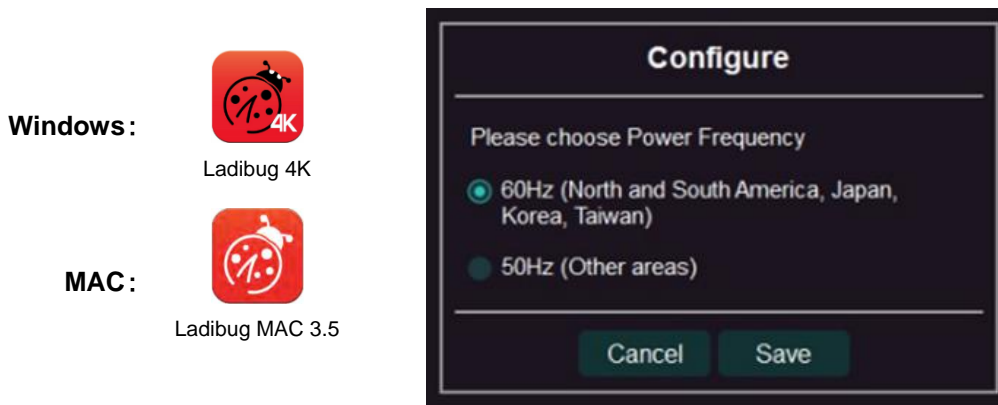 Windows:
4K
Ladibug 4K
MAC:
Ladibug MAC 3.5
Configure
Please choose Power Frequency
60Hz (North and South America, Japan,
Korea, Taiwan)
50Hz (Other areas)
Cancel
Save